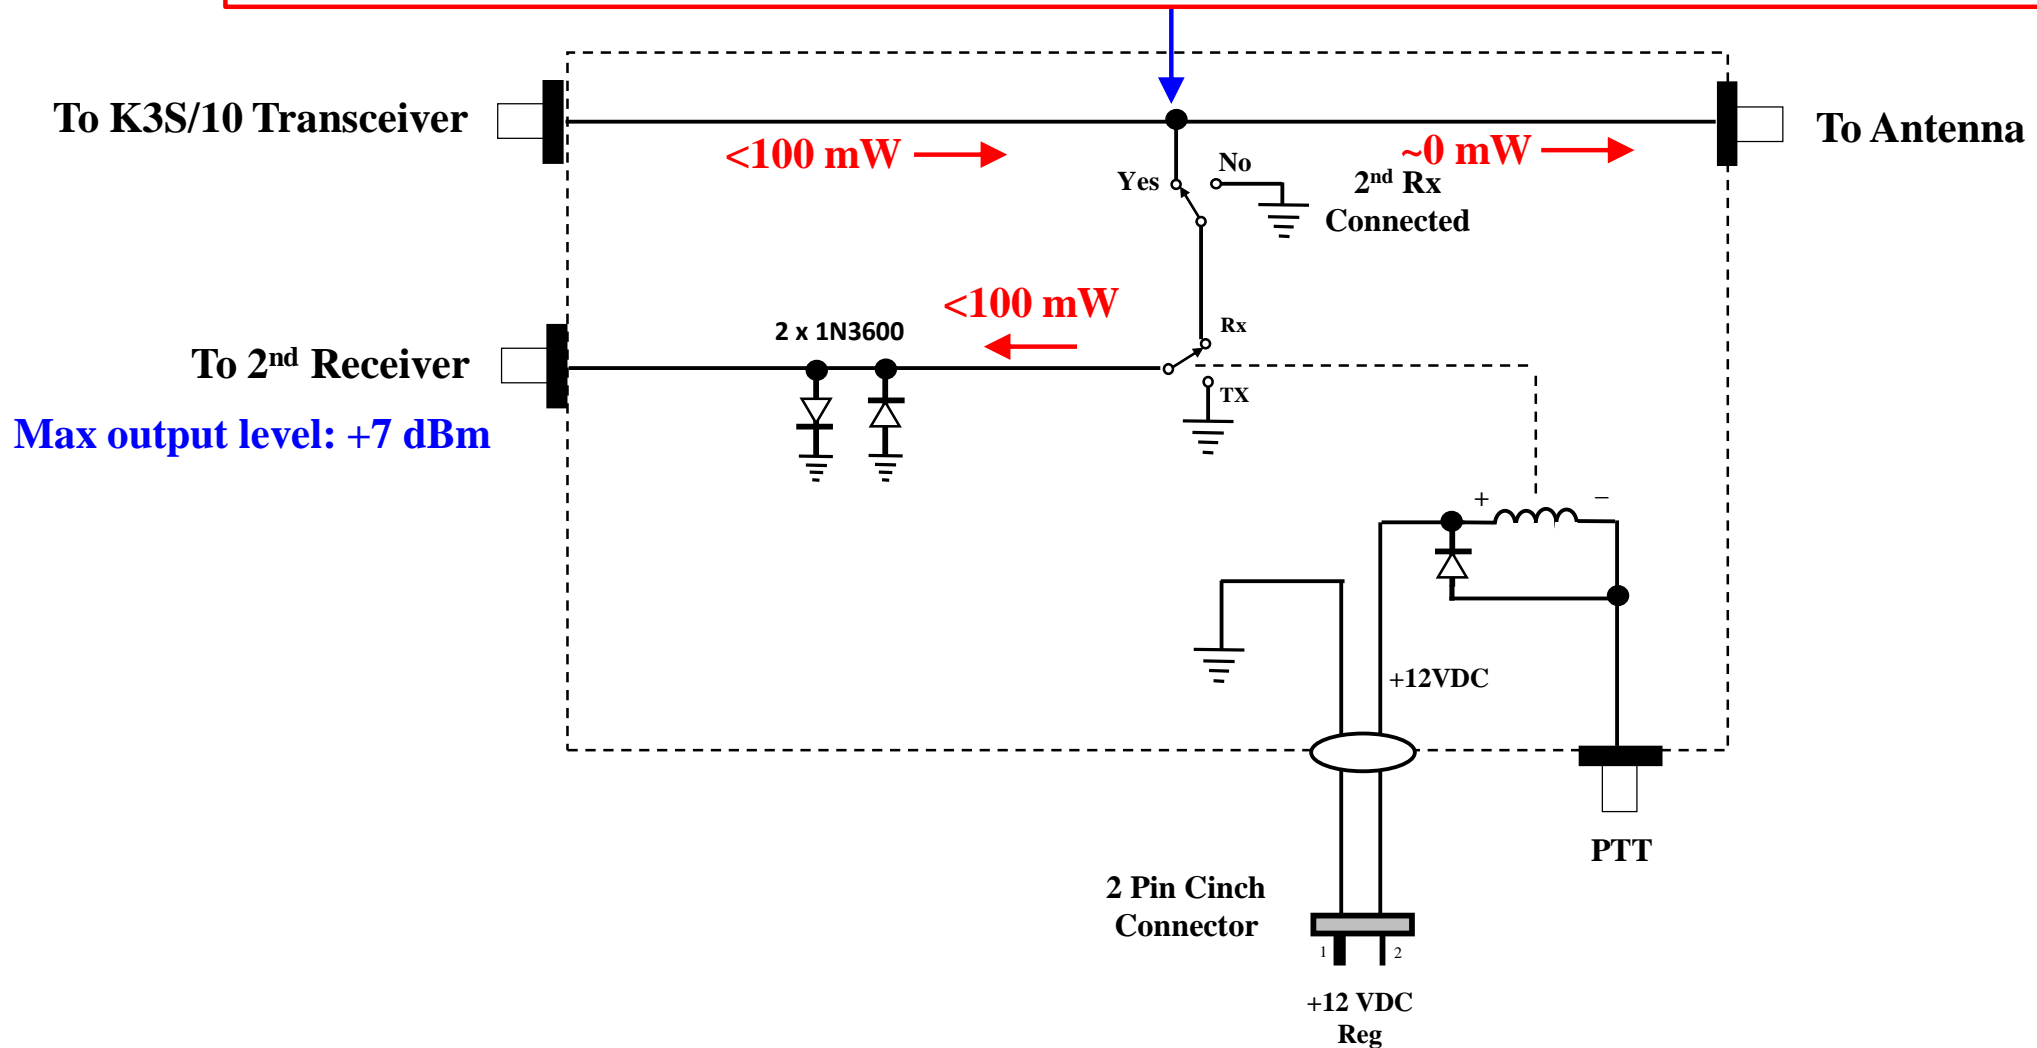 To K3S/10 Transceiver
<100 mW
~0 mW
To Antenna
Yes
No
2nd Rx
Connected
<100 mW
Rx
2 x 1N3600
To 2nd Receiver
TX
Max output level: +7 dBm
+ –
+12VDC
PTT
2 Pin Cinch
Connector
1 2
+12 VDC
Reg